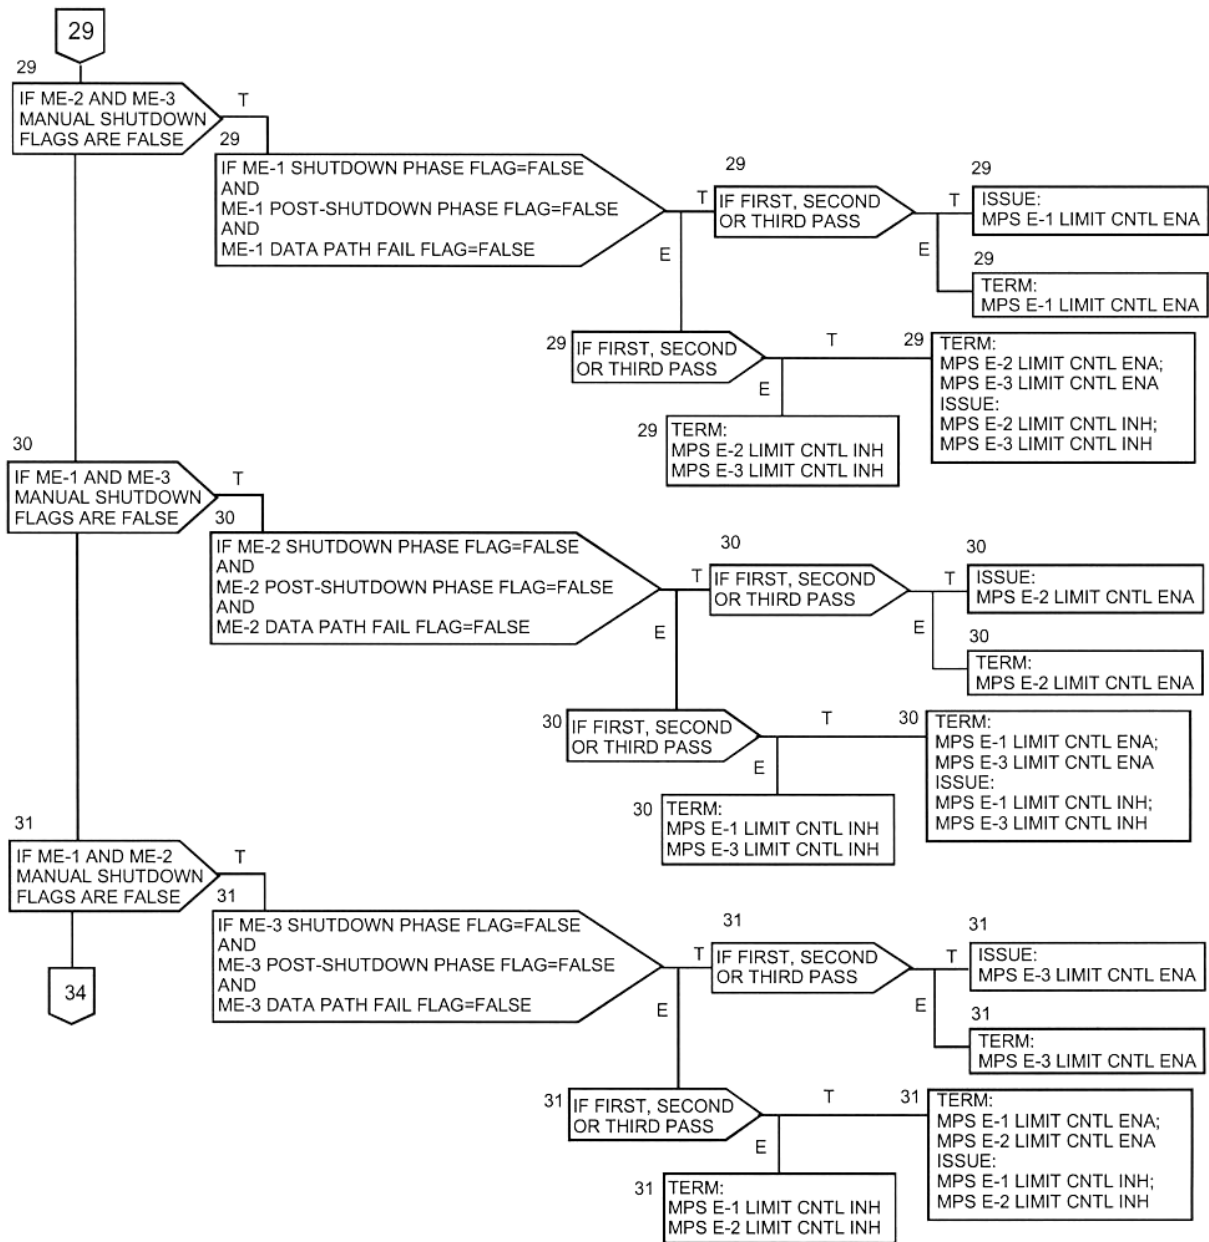 29
29
IF ME-2 AND ME-3
MANUAL SHUTDOWN
FLAGS ARE FALSE
T
29
IF ME-1 SHUTDOWN PHASE FLAG=FALSE
AND
ME-1 POST-SHUTDOWN PHASE FLAG=FALSE
AND
ME-1 DATA PATH FAIL FLAG=FALSE
T
E
29
IF FIRST, SECOND
OR THIRD PASS
T
E
29
ISSUE:
MPS E-1 LIMIT CNTL ENA
29
TERM:
MPS E-1 LIMIT CNTL ENA
29
IF FIRST, SECOND
OR THIRD PASS
T
E
29
TERM:
MPS E-2 LIMIT CNTL ENA;
MPS E-3 LIMIT CNTL ENA
ISSUE:
MPS E-2 LIMIT CNTL INH;
MPS E-3 LIMIT CNTL INH
29
TERM:
MPS E-2 LIMIT CNTL INH
MPS E-3 LIMIT CNTL INH
30
IF ME-1 AND ME-3
MANUAL SHUTDOWN
FLAGS ARE FALSE
T
30
IF ME-2 SHUTDOWN PHASE FLAG=FALSE
AND
ME-2 POST-SHUTDOWN PHASE FLAG=FALSE
AND
ME-2 DATA PATH FAIL FLAG=FALSE
T
E
30
IF FIRST, SECOND
OR THIRD PASS
T
E
30
ISSUE:
MPS E-2 LIMIT CNTL ENA
30
TERM:
MPS E-2 LIMIT CNTL ENA
30
IF FIRST, SECOND
OR THIRD PASS
T
E
30
TERM:
MPS E-1 LIMIT CNTL ENA;
MPS E-3 LIMIT CNTL ENA
ISSUE:
MPS E-1 LIMIT CNTL INH;
MPS E-3 LIMIT CNTL INH
30
TERM:
MPS E-1 LIMIT CNTL INH
MPS E-3 LIMIT CNTL INH
31
IF ME-1 AND ME-2
MANUAL SHUTDOWN
FLAGS ARE FALSE
T
31
IF ME-3 SHUTDOWN PHASE FLAG=FALSE
AND
ME-3 POST-SHUTDOWN PHASE FLAG=FALSE
AND
ME-3 DATA PATH FAIL FLAG=FALSE
T
E
31
IF FIRST, SECOND
OR THIRD PASS
T
E
31
ISSUE:
MPS E-3 LIMIT CNTL ENA
31
TERM:
MPS E-3 LIMIT CNTL ENA
31
IF FIRST, SECOND
OR THIRD PASS
T
E
31
TERM:
MPS E-1 LIMIT CNTL ENA;
MPS E-2 LIMIT CNTL ENA
ISSUE:
MPS E-1 LIMIT CNTL INH;
MPS E-2 LIMIT CNTL INH
31
TERM:
MPS E-1 LIMIT CNTL INH
MPS E-2 LIMIT CNTL INH
34